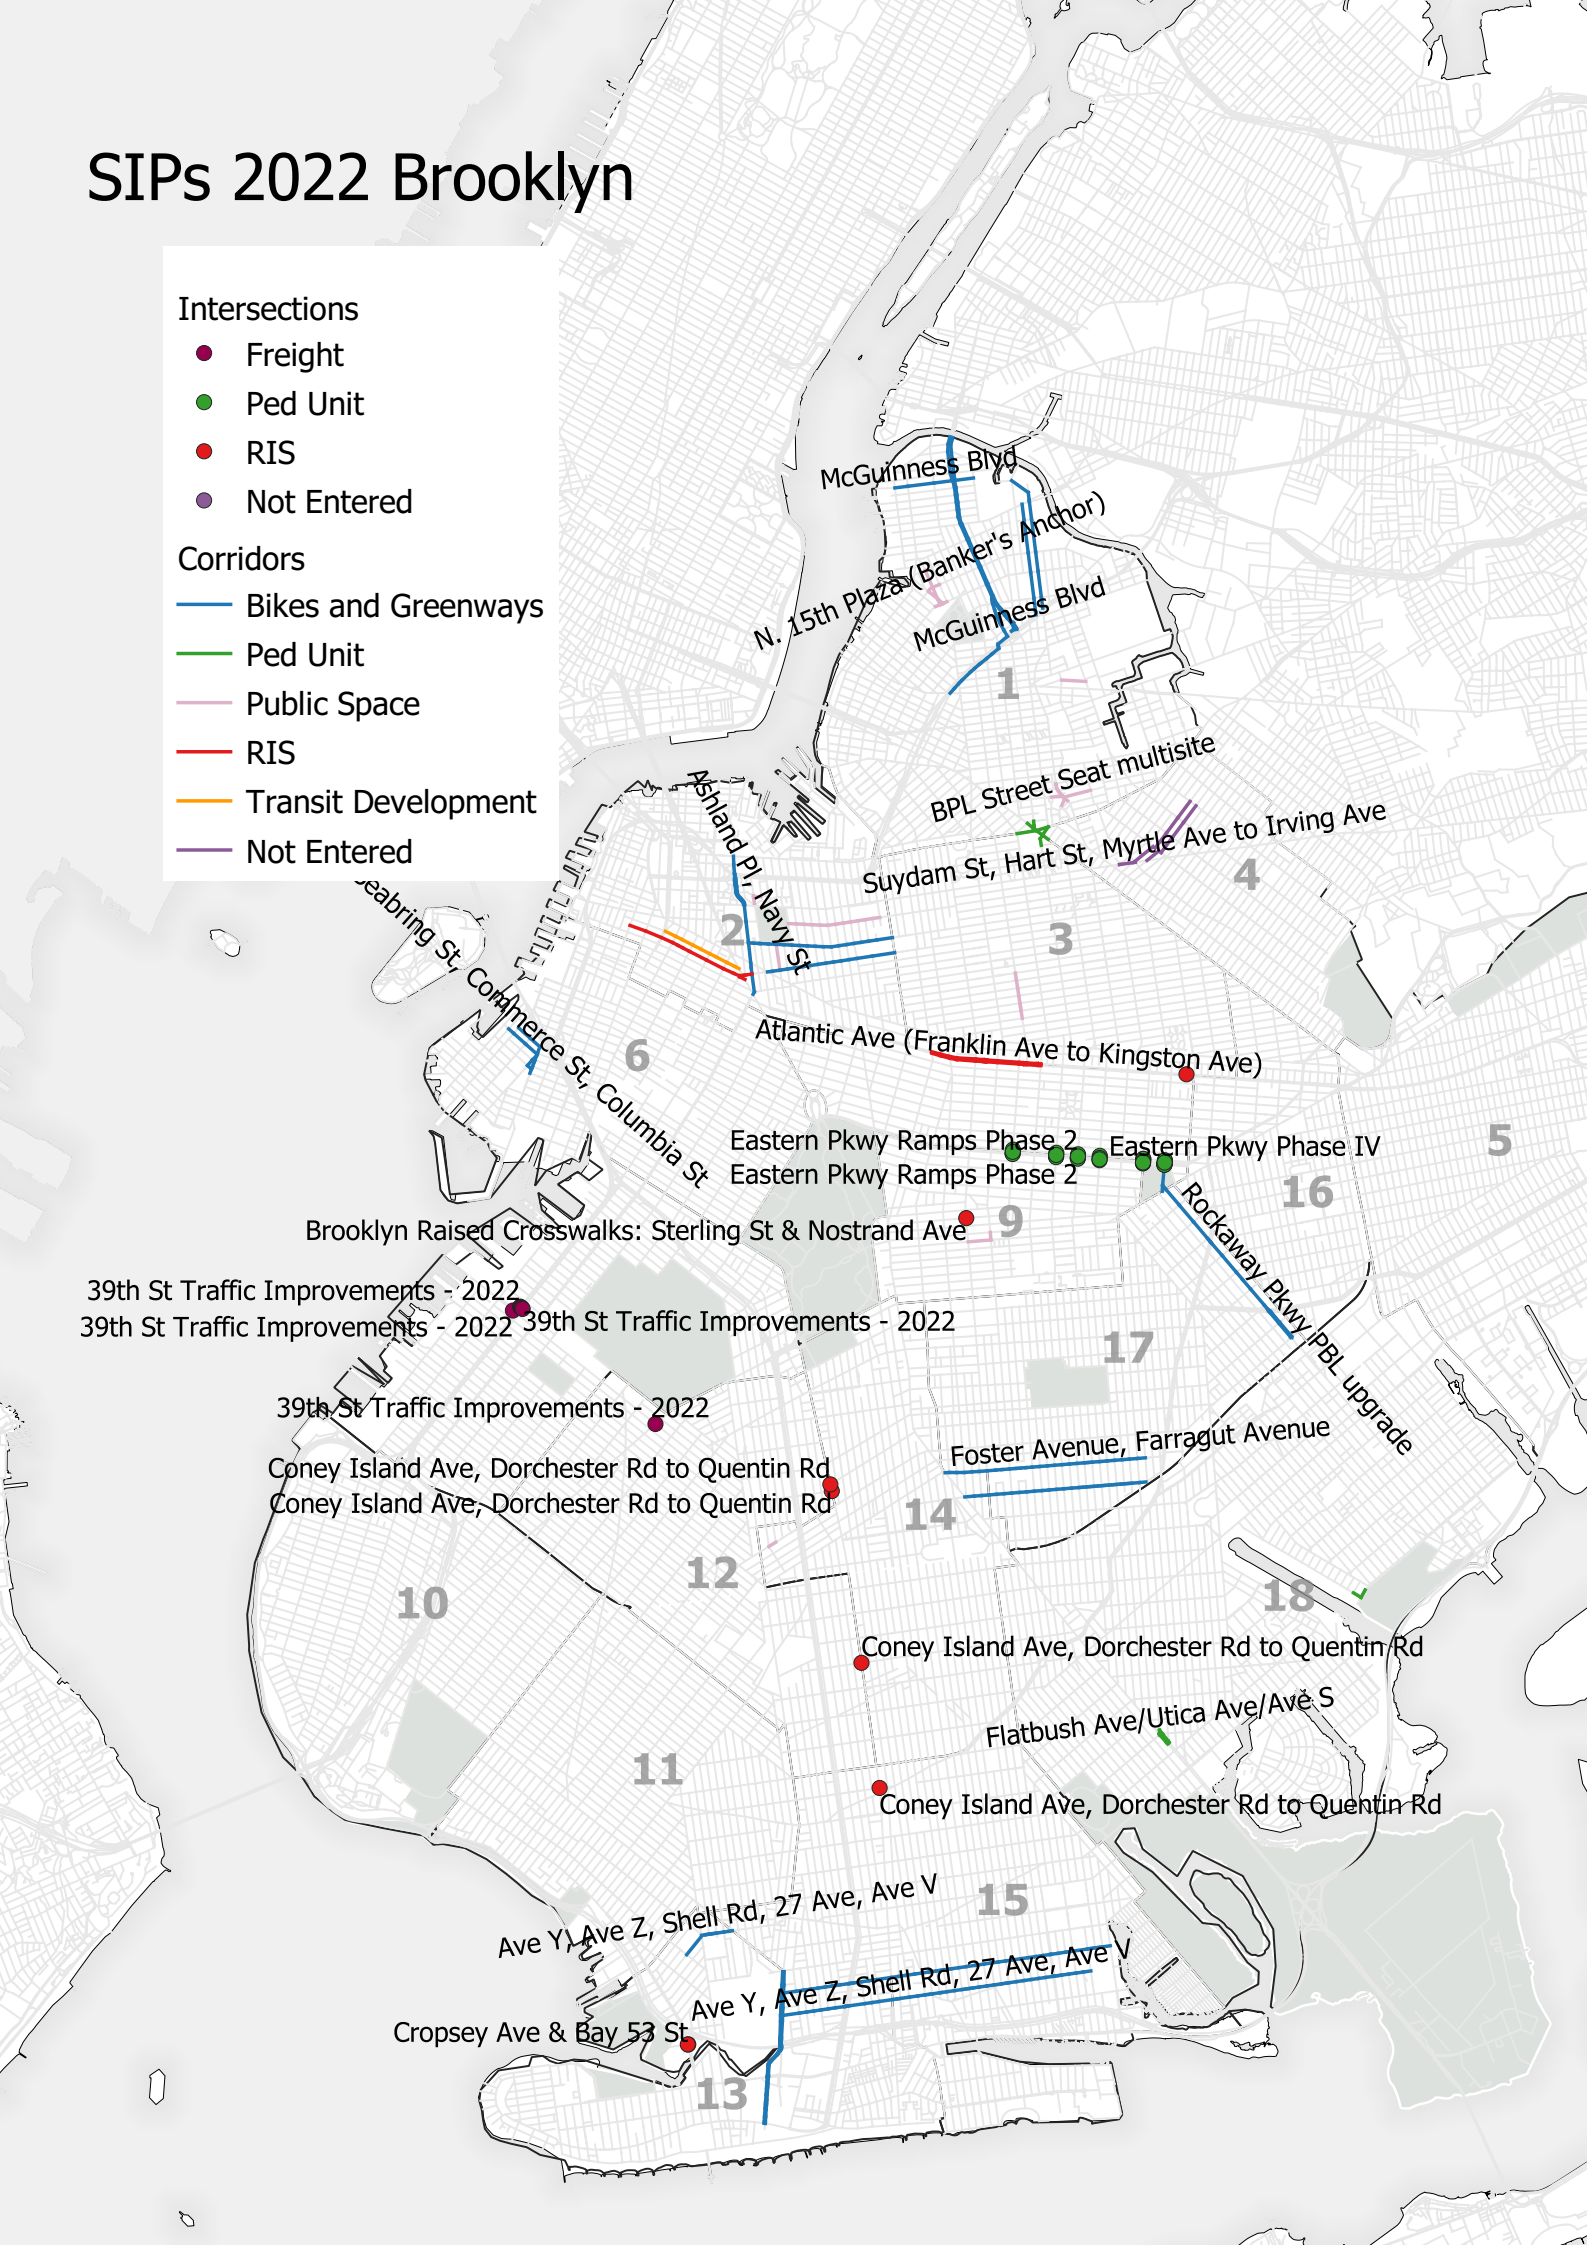 SIPs 2022 Brooklyn
Intersections
Freight
Ped Unit
RIS
Not Entered
Corridors
Bikes and Greenways
Ped Unit
Public Space
RIS
Transit Development
Not Entered
McGuinness Blvd
N. 15th Plaza (Banker's Anchor)
McGuinness Blvd
1
BPL Street Seat multisite
Suydam St, Hart St, Myrtle Ave to Irving Ave
4
Ashland Pl, Navy St
2
3
Commerce St, Columbia St
6
Atlantic Ave (Franklin Ave to Kingston Ave)
Eastern Pkwy Ramps Phase 2
Eastern Pkwy Phase IV
5
Eastern Pkwy Ramps Phase 2
16
Rockaway Pkwy PBL upgrade
9
Brooklyn Raised Crosswalks: Sterling St & Nostrand Ave
39th St Traffic Improvements - 2022
39th St Traffic Improvements - 2022
39th St Traffic Improvements - 2022
17
39th St Traffic Improvements - 2022
Foster Avenue, Farragut Avenue
Coney Island Ave, Dorchester Rd to Quentin Rd
Coney Island Ave, Dorchester Rd to Quentin Rd
14
12
10
18
Coney Island Ave, Dorchester Rd to Quentin Rd
Flatbush Ave/Utica Ave/Ave S
11
Coney Island Ave, Dorchester Rd to Quentin Rd
15
Ave Y, Ave Z, Shell Rd, 27 Ave, Ave V
Ave Y, Ave Z, Shell Rd, 27 Ave, Ave V
Cropsey Ave & Bay 53 St
13